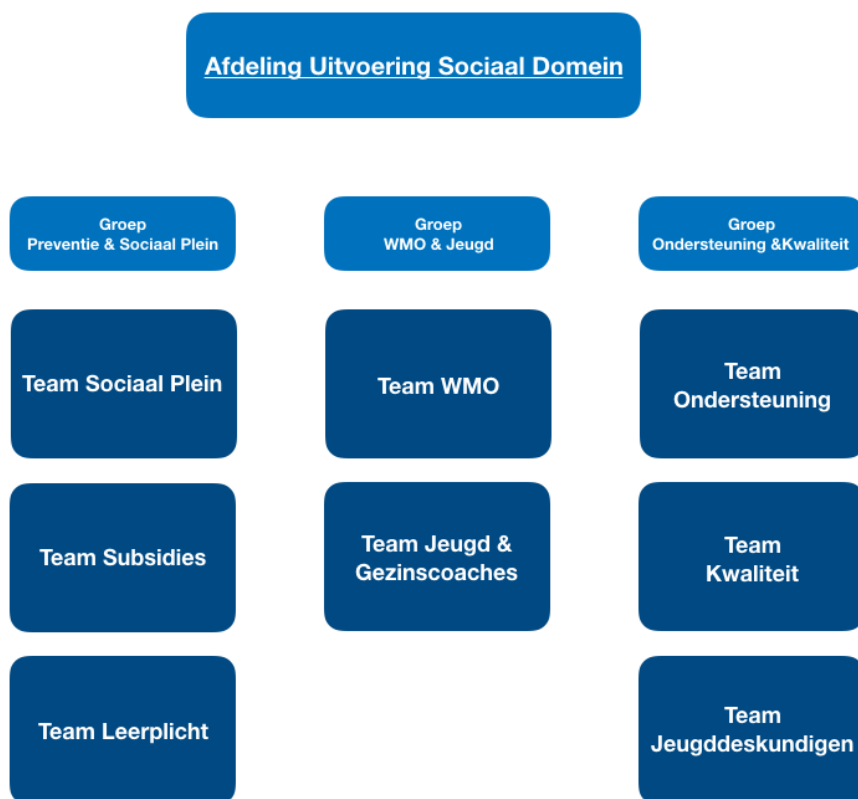 Afdeling Uitvoering Sociaal Domein
Groep
Preventie & Sociaal Plein
Groep
WMO & Jeugd
Groep
Ondersteuning &Kwaliteit
Team Sociaal Plein
Team WMO
Team
Ondersteuning
Team Subsidies
Team Jeugd &
Gezinscoaches
Team
Kwaliteit
Team Leerplicht
Team
Jeugddeskundigen